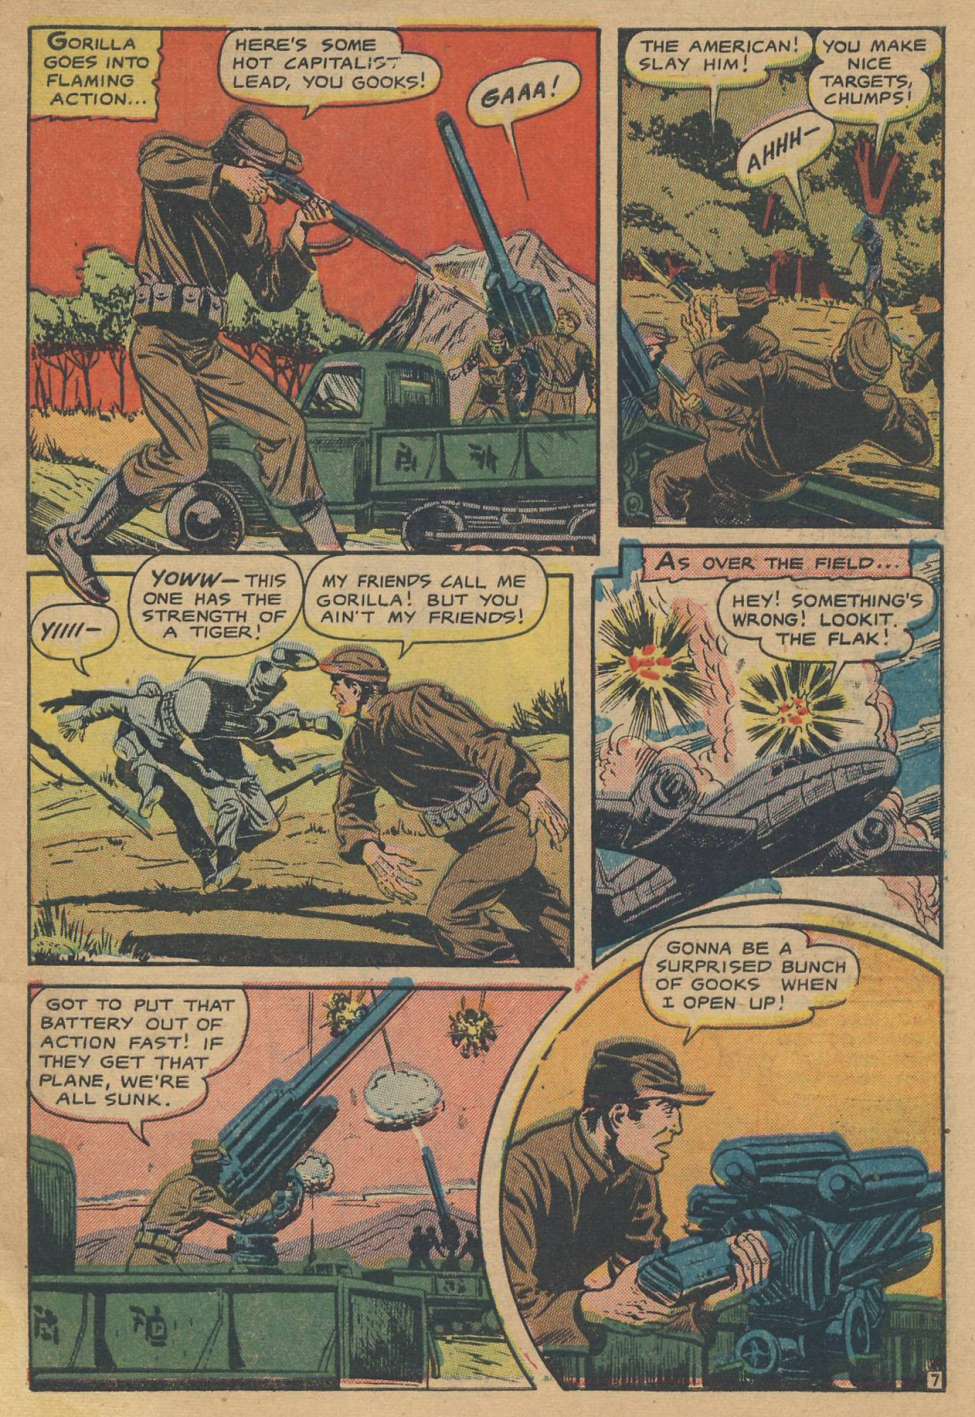 GORILLA
GOES INTO
FLAMING
ACTION...
HERE'S SOME
HOT CAPITALIST
LEAD, YOU GOOKS!
GAAA!
THE AMERICAN!
SLAY HIM!
YOU MAKE
NICE
TARGETS,
CHUMPS!
AHHH—
YIIII—
YOWW— THIS
ONE HAS THE
STRENGTH OF
A TIGER!
MY FRIENDS CALL ME
GORILLA! BUT YOU
AIN'T MY FRIENDS!
AS OVER THE FIELD...
HEY! SOMETHING'S
WRONG! LOOKIT
THE FLAK!
GOT TO PUT THAT
BATTERY OUT OF
ACTION FAST! IF
THEY GET THAT
PLANE, WE'RE
ALL SUNK.
GONNA BE A
SURPRISED BUNCH
OF GOOKS WHEN
I OPEN UP!
7